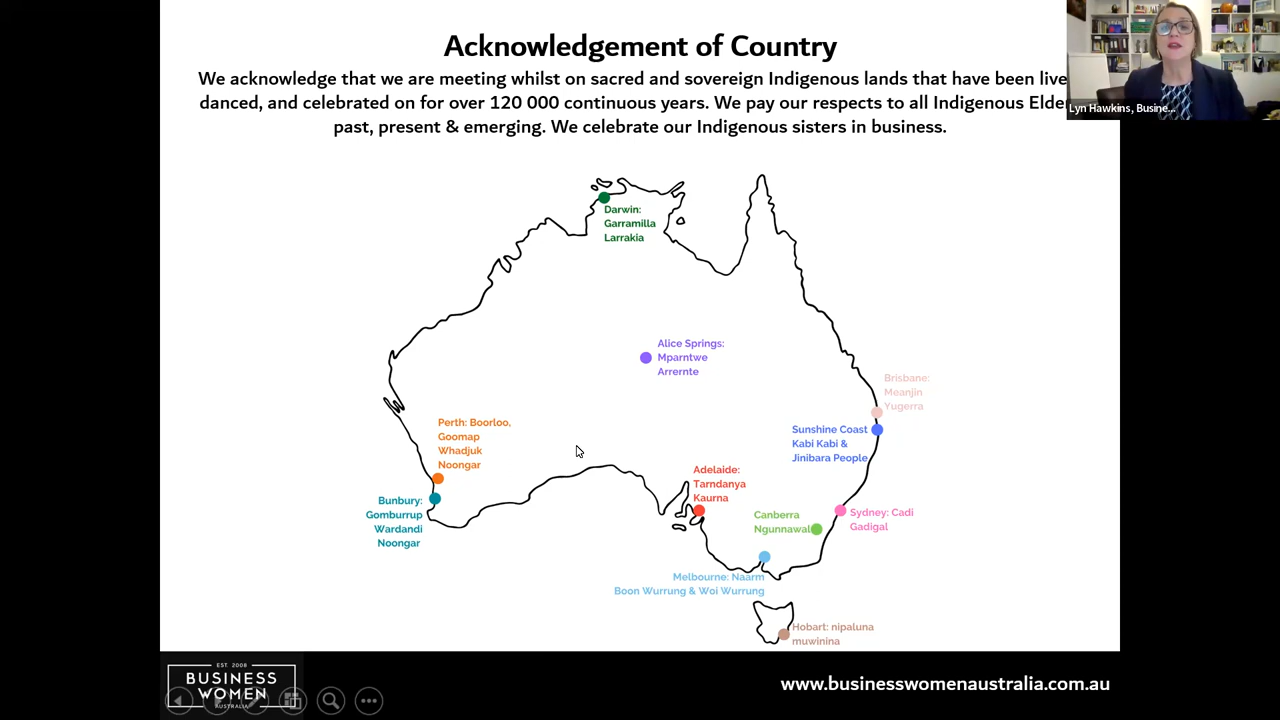 Acknowledgement of Country
We acknowledge that we are meeting whilst on sacred and sovereign Indigenous lands that have been
danced, and celebrated on for over 120 000 continuous years. We pay our respects to all Indigenous
past, present & emerging. We celebrate our Indigenous sisters in business.
Lyn Hawkins, Busine...
Darwin:
Garramilla
Larrakia
Alice Springs:
Mparntwe
Arrernte
Brisbane:
Meanjin
Yugerra
Sunshine Coast
Kabi Kabi &
Jinibara People
Perth: Boorloo,
Goomap
Whadjuk
Noongar
Bunbury:
Gomburrup
Wardandi
Noongar
Adelaide:
Tarndanya
Kaurna
Canberra
Ngunnawal
Sydney: Cadi
Gadigal
Melbourne: Naarm
Boon Wurrung & Woi Wurrung
Hobart: nipaluna
muwinina
EST. 2008
BUSINESS
WOMEN
AUSTRALIA
www.businesswomenaustralia.com.au